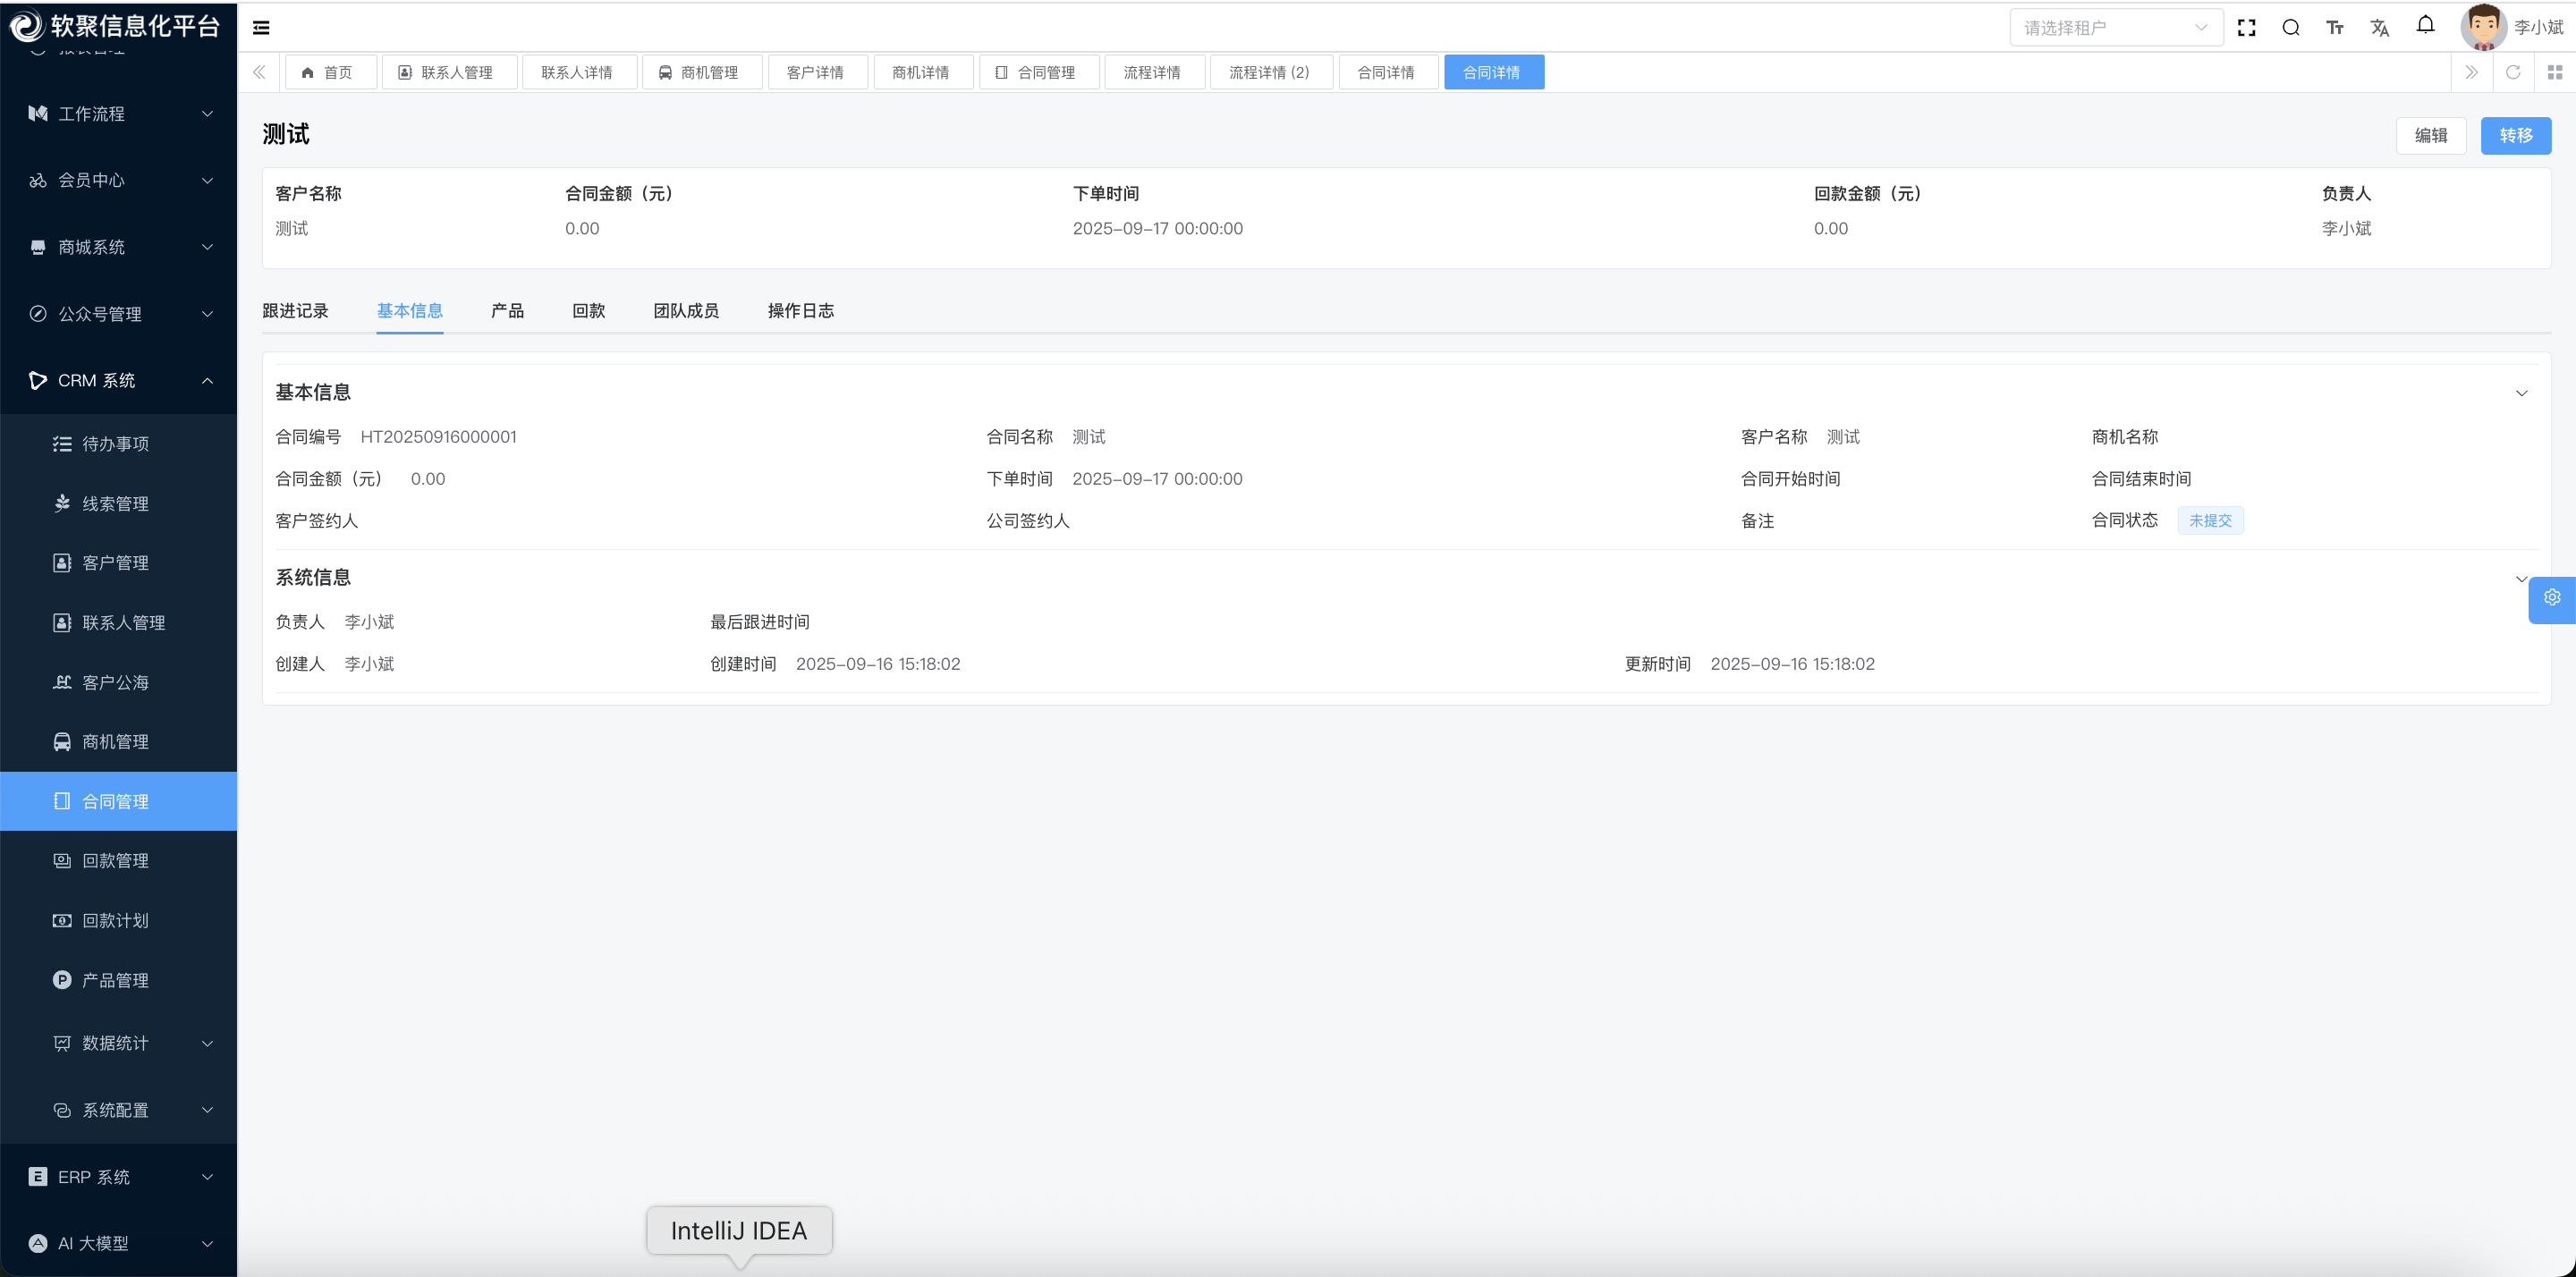 软聚信息化平台
请选择租户
李小斌
首页
联系人管理
联系人详情
商机管理
客户详情
商机详情
合同管理
流程详情
流程详情 (2)
合同详情
合同详情
工作流程
会员中心
商城系统
公众号管理
CRM 系统
待办事项
线索管理
客户管理
联系人管理
客户公海
商机管理
合同管理
回款管理
回款计划
产品管理
数据统计
系统配置
ERP 系统
AI 大模型
测试
编辑
转移
客户名称 合同金额（元） 下单时间 回款金额（元） 负责人
测试 0.00 2025-09-17 00:00:00 0.00 李小斌
跟进记录 基本信息 产品 回款 团队成员 操作日志
基本信息
合同编号 HT20250916000001 合同名称 测试 客户名称 测试 商机名称
合同金额（元） 0.00 下单时间 2025-09-17 00:00:00 合同开始时间 合同结束时间
客户签约人 公司签约人 备注 合同状态 未提交
系统信息
负责人 李小斌 最后跟进时间
创建人 李小斌 创建时间 2025-09-16 15:18:02 更新时间 2025-09-16 15:18:02
IntelliJ IDEA